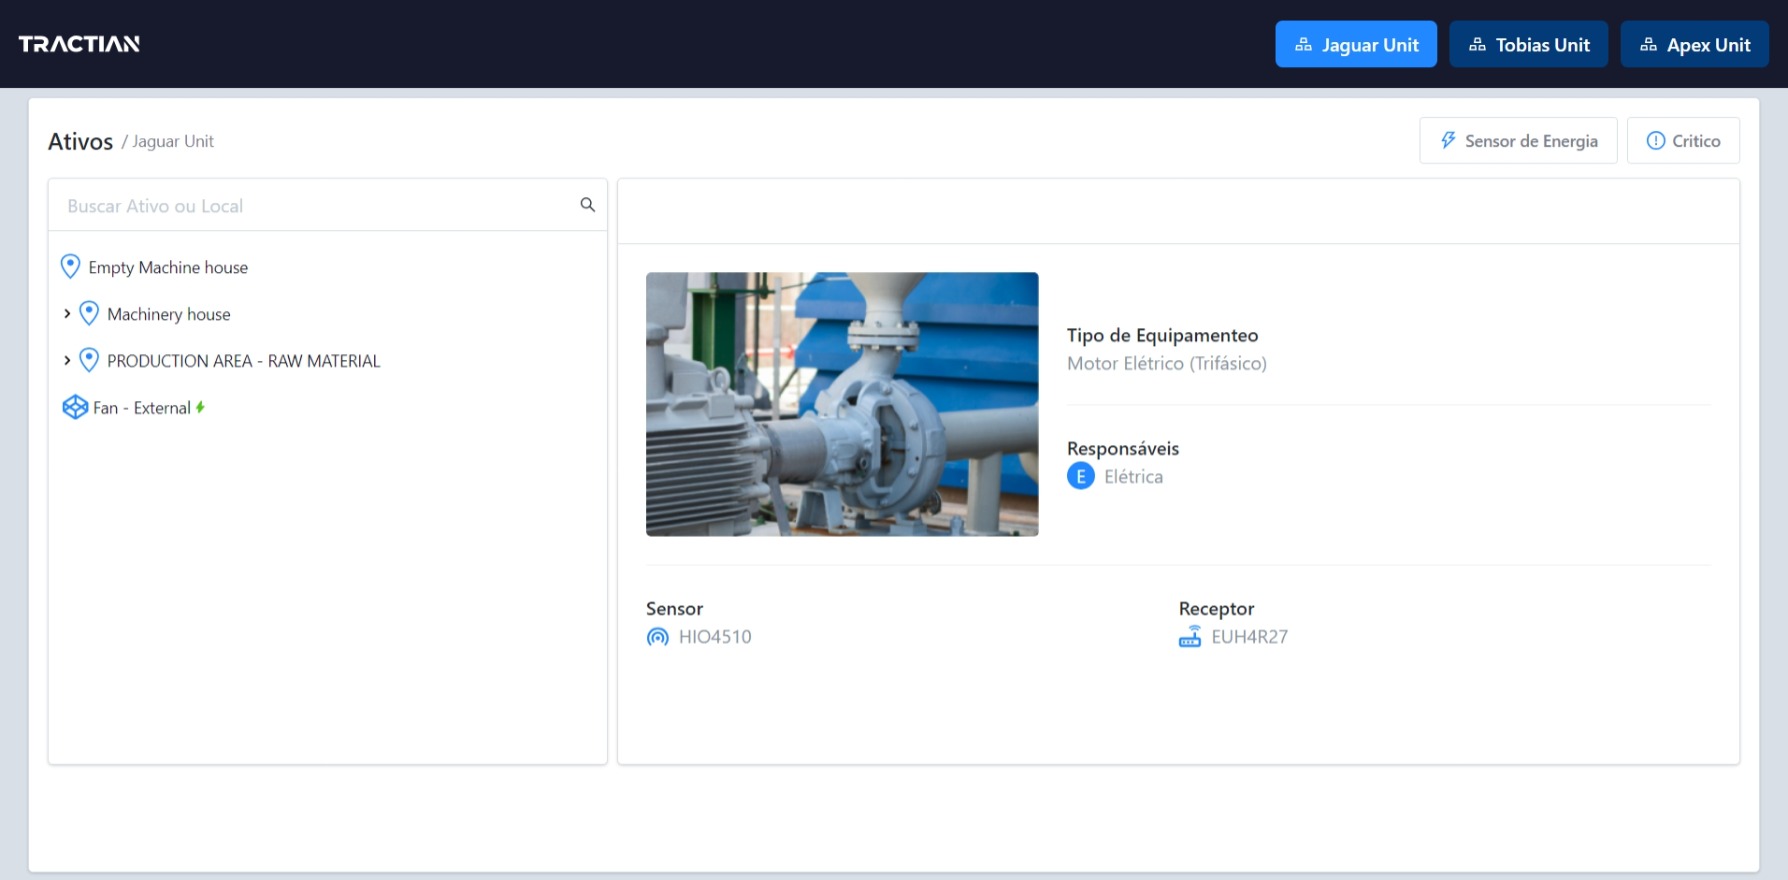 TRACTIAN
Jaguar Unit
Tobias Unit
Apex Unit
Ativos / Jaguar Unit
Sensor de Energia
Critico
Buscar Ativo ou Local
Empty Machine house
Machinery house
PRODUCTION AREA - RAW MATERIAL
Fan - External
Tipo de Equipamenteo
Motor Elétrico (Trifásico)
Responsáveis
E Elétrica
Sensor
HIO4510
Receptor
EUH4R27